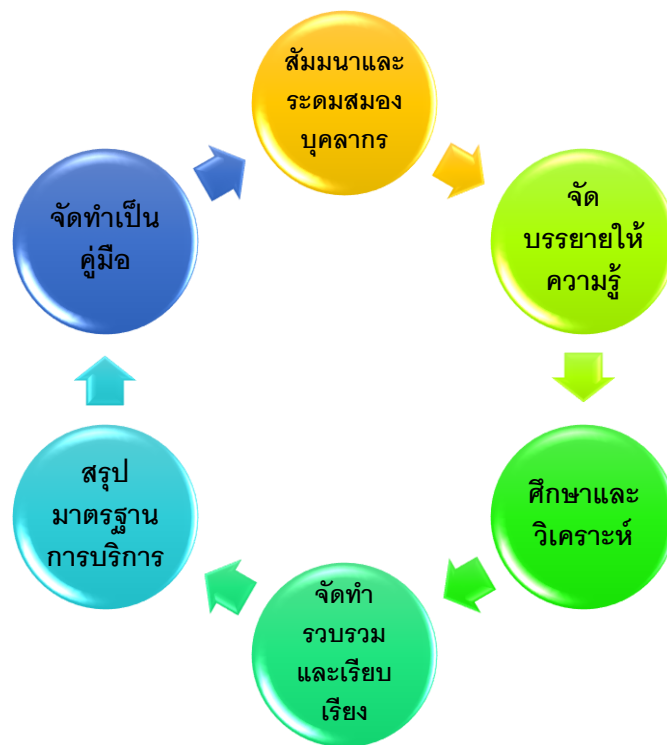 สัมมนาและ
ระดมสมอง
บุคลากร
จัด
บรรยายให้
ความรู้
ศึกษาและ
วิเคราะห์
จัดทำ
รวบรวม
และเรียบ
เรียง
สรุป
มาตรฐาน
การบริการ
จัดทำเป็น
คู่มือ